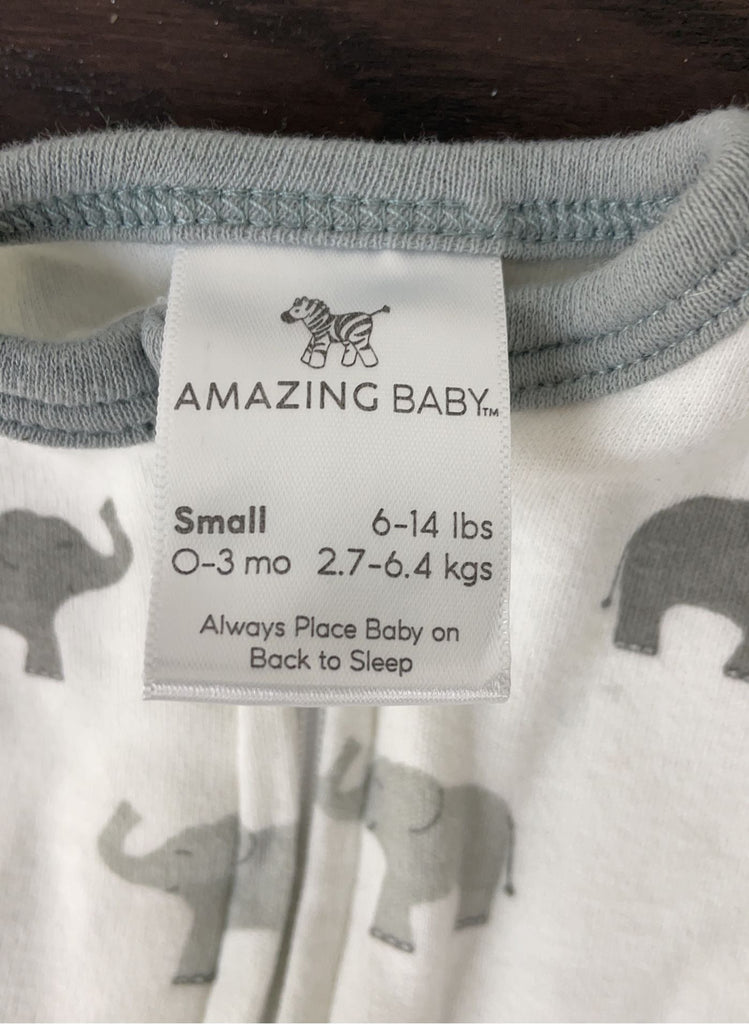 AMAZING BABY™
Small 6-14 lbs
0-3 mo 2.7-6.4 kgs
Always Place Baby on
Back to Sleep